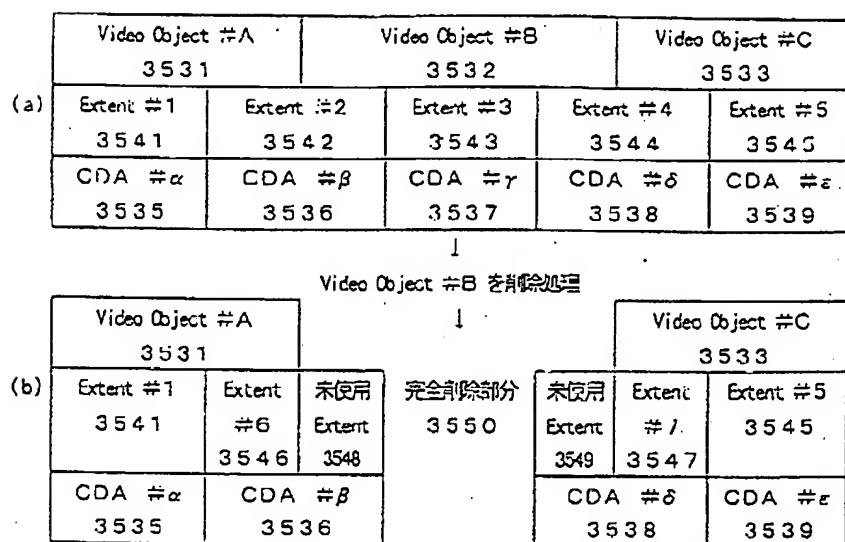 Video Object #A Video Object #B Video Object #C
3531 3532 3533
(a) Extent #1 Extent #2 Extent #3 Extent #4 Extent #5
3541 3542 3543 3544 3545
CDA #α CDA #β CDA #γ CDA #δ CDA #ε
3535 3536 3537 3538 3539
↓
Video Object #B を削除処理
Video Object #A ↓ Video Object #C
3531 3533
(b) Extent #1 Extent 未使用 完全削除部分 未使用 Extent Extent #5
3541 #6 Extent 3550 Extent #7 3545
3546 3548 3549 3547
CDA #α CDA #β CDA #δ CDA #ε
3535 3536 3538 3539